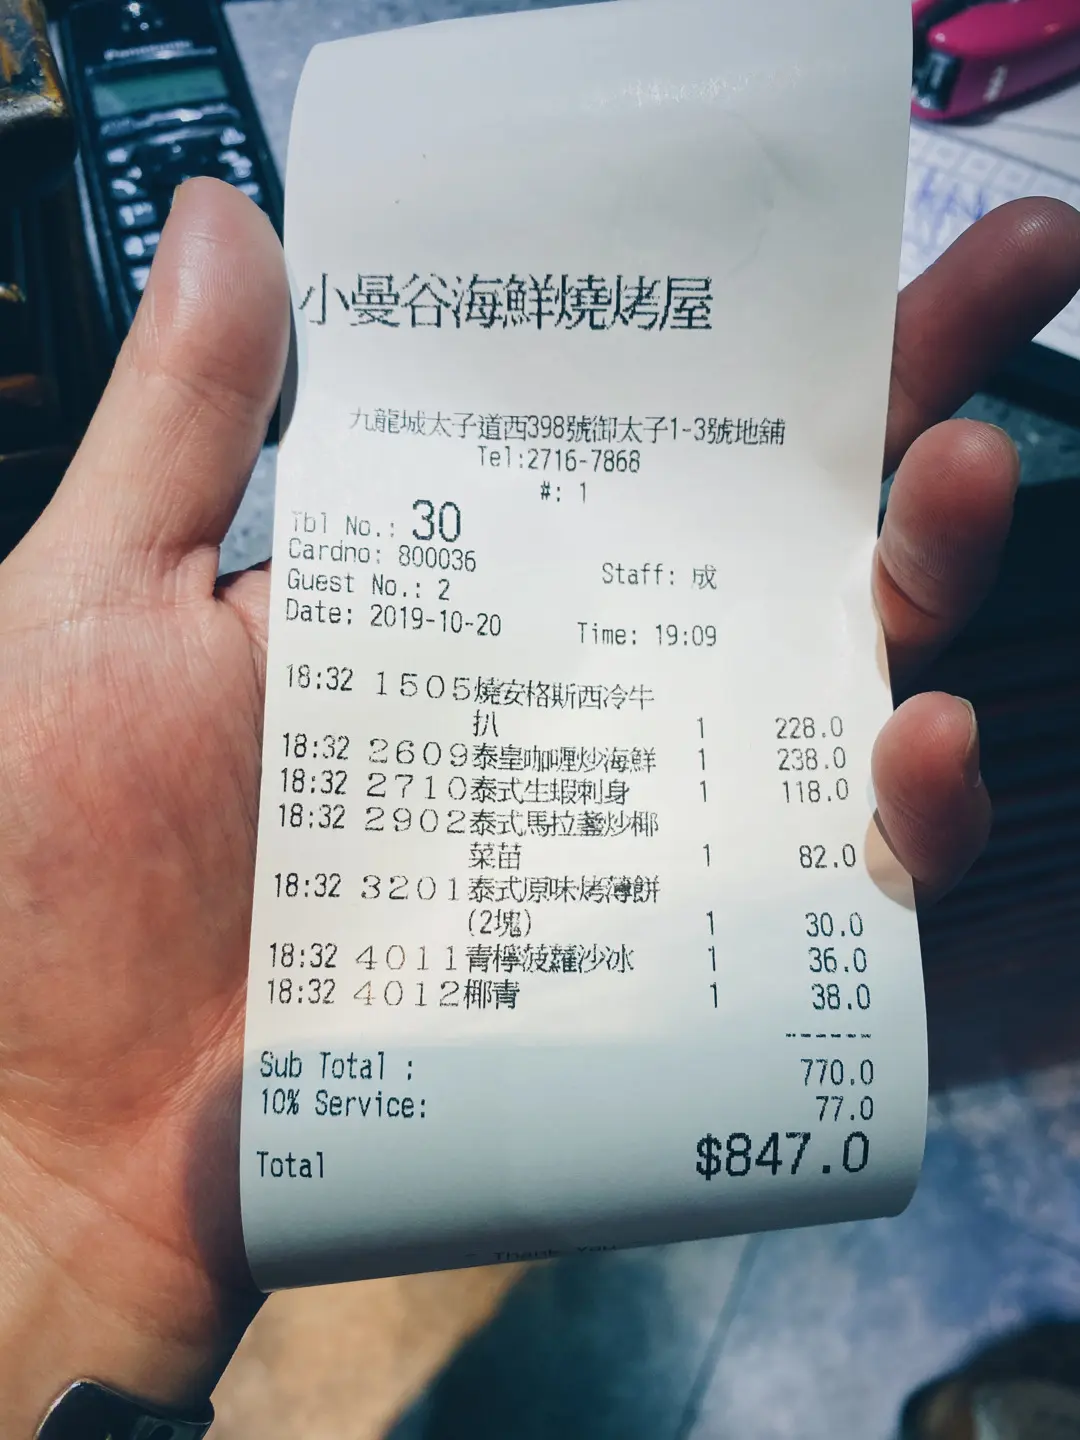 Panasonic
小曼谷海鮮燒烤屋
九龍城太子道西398號御太子1-3號地舖
Tel:2716-7868
#: 1
Tbl No.: 30
Cardno: 800036
Guest No.: 2 Staff: 成
Date: 2019-10-20 Time: 19:09
18:32 1505燒安格斯西冷牛
扒 1 228.0
18:32 2609泰皇咖喱炒海鮮 1 238.0
18:32 2710泰式生蝦刺身 1 118.0
18:32 2902泰式馬拉盞炒椰
菜苗 1 82.0
18:32 3201泰式原味烤薄餅
(2塊) 1 30.0
18:32 4011青檸菠蘿沙冰 1 36.0
18:32 4012椰青 1 38.0
------
Sub Total : 770.0
10% Service: 77.0
Total $847.0
Thank You